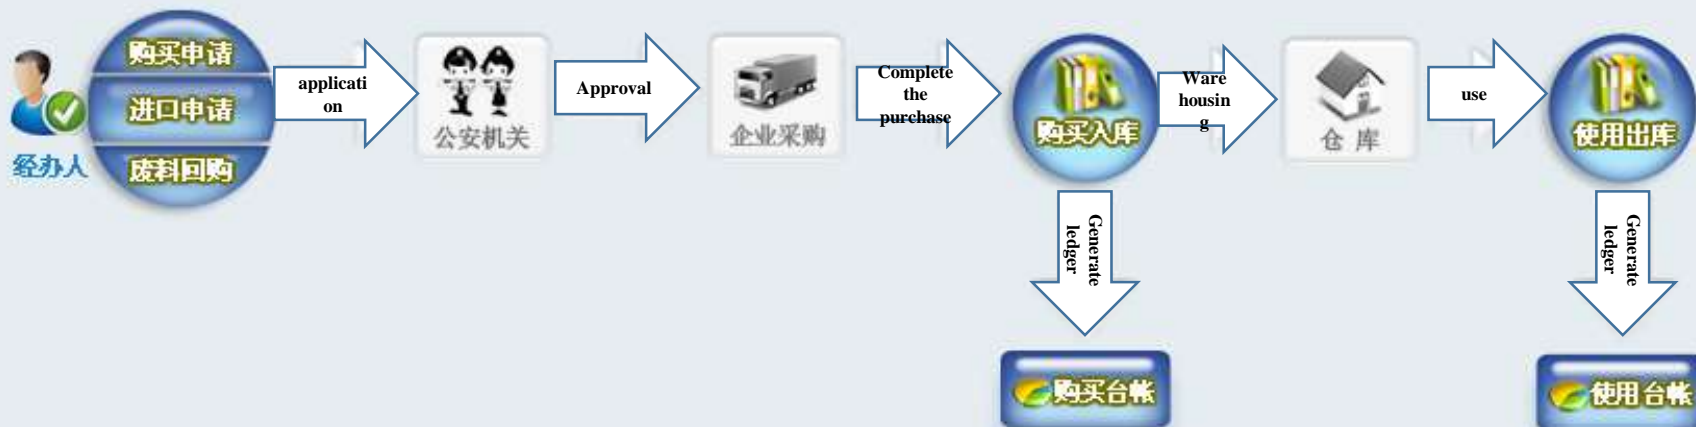 购买申请
进口申请
废料回购
经办人
applicati
on
公安机关
Approval
企业采购
Complete
the
purchase
购买入库
Ware
housin
g
仓 库
use
使用出库
Generate
ledger
Generate
ledger
购买台帐
使用台帐